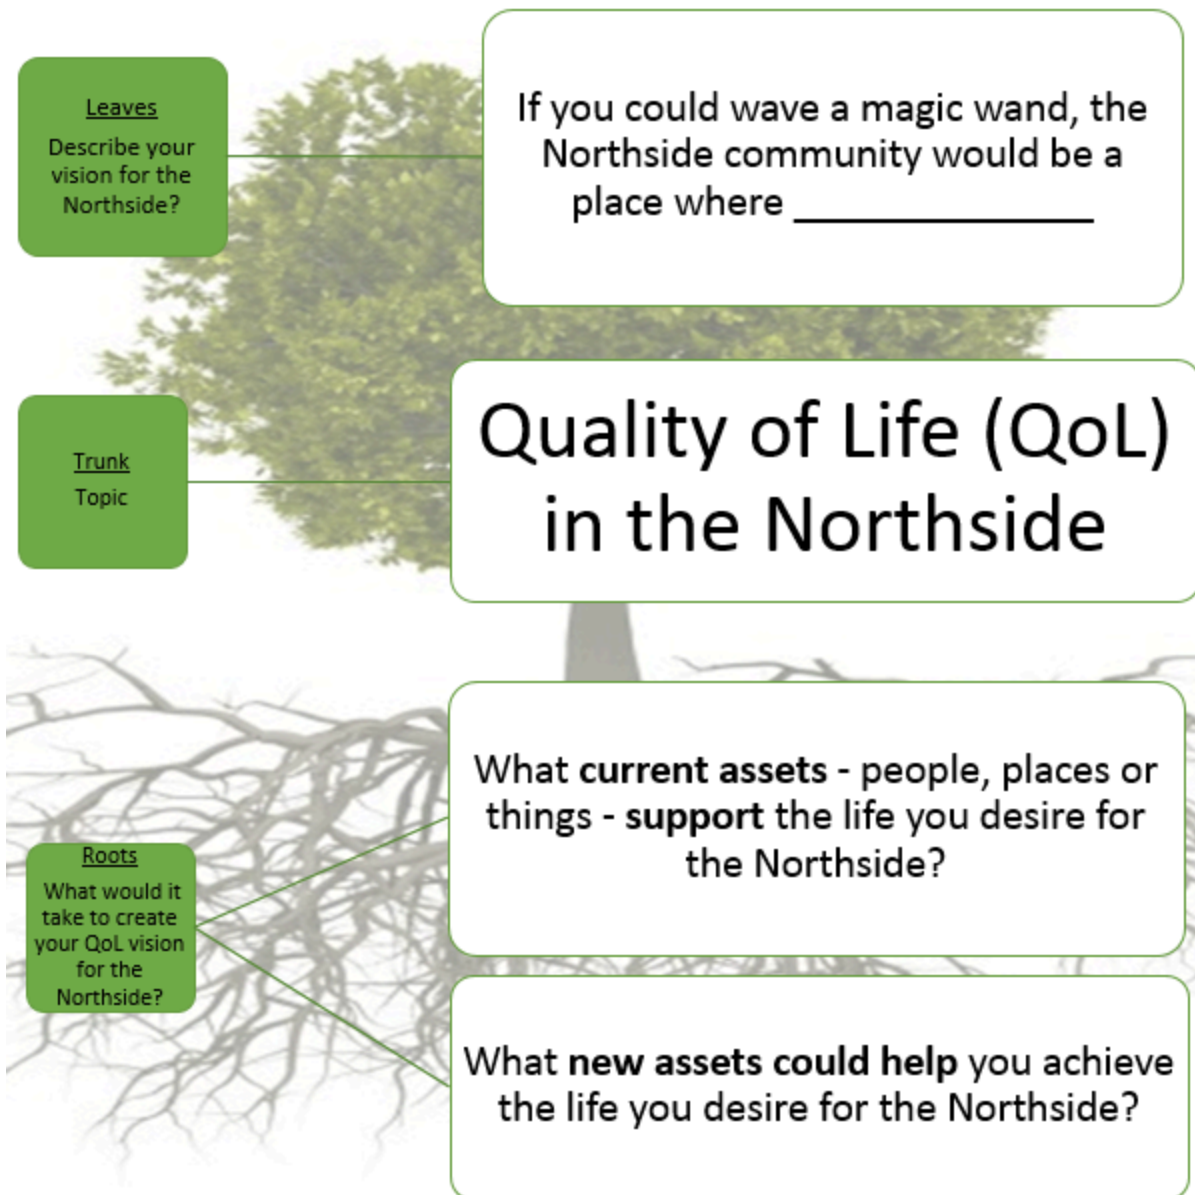 Leaves
Describe your
vision for the
Northside?
If you could wave a magic wand, the
Northside community would be a
place where _______________
Trunk
Topic
Quality of Life (QoL)
in the Northside
Roots
What would it
take to create
your QoL vision
for the
Northside?
What current assets - people, places or
things - support the life you desire for
the Northside?
What new assets could help you achieve
the life you desire for the Northside?